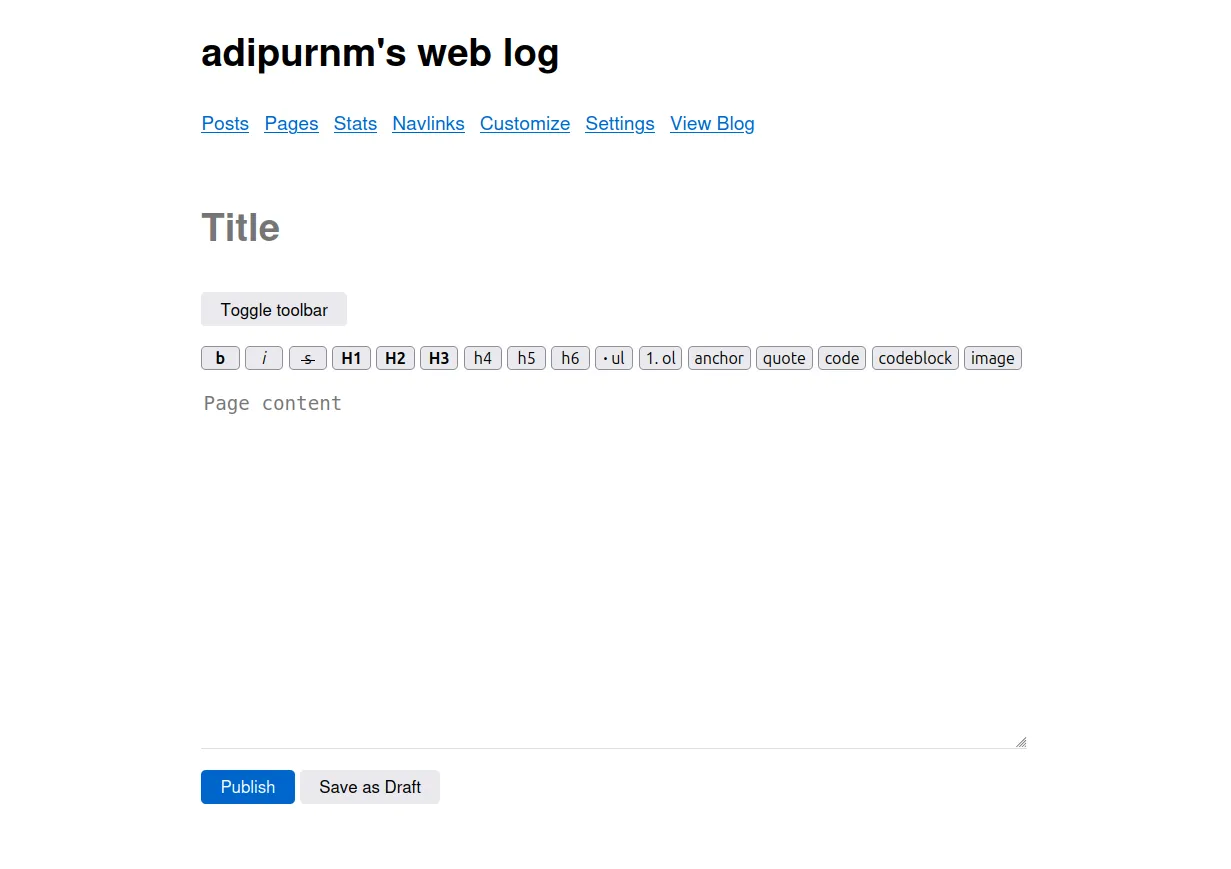 adipurnm's web log
Posts Pages Stats Navlinks Customize Settings View Blog
Title
Toggle toolbar
b i s H1 H2 H3 h4 h5 h6 · ul 1. ol anchor quote code codeblock image
Page content
Publish Save as Draft